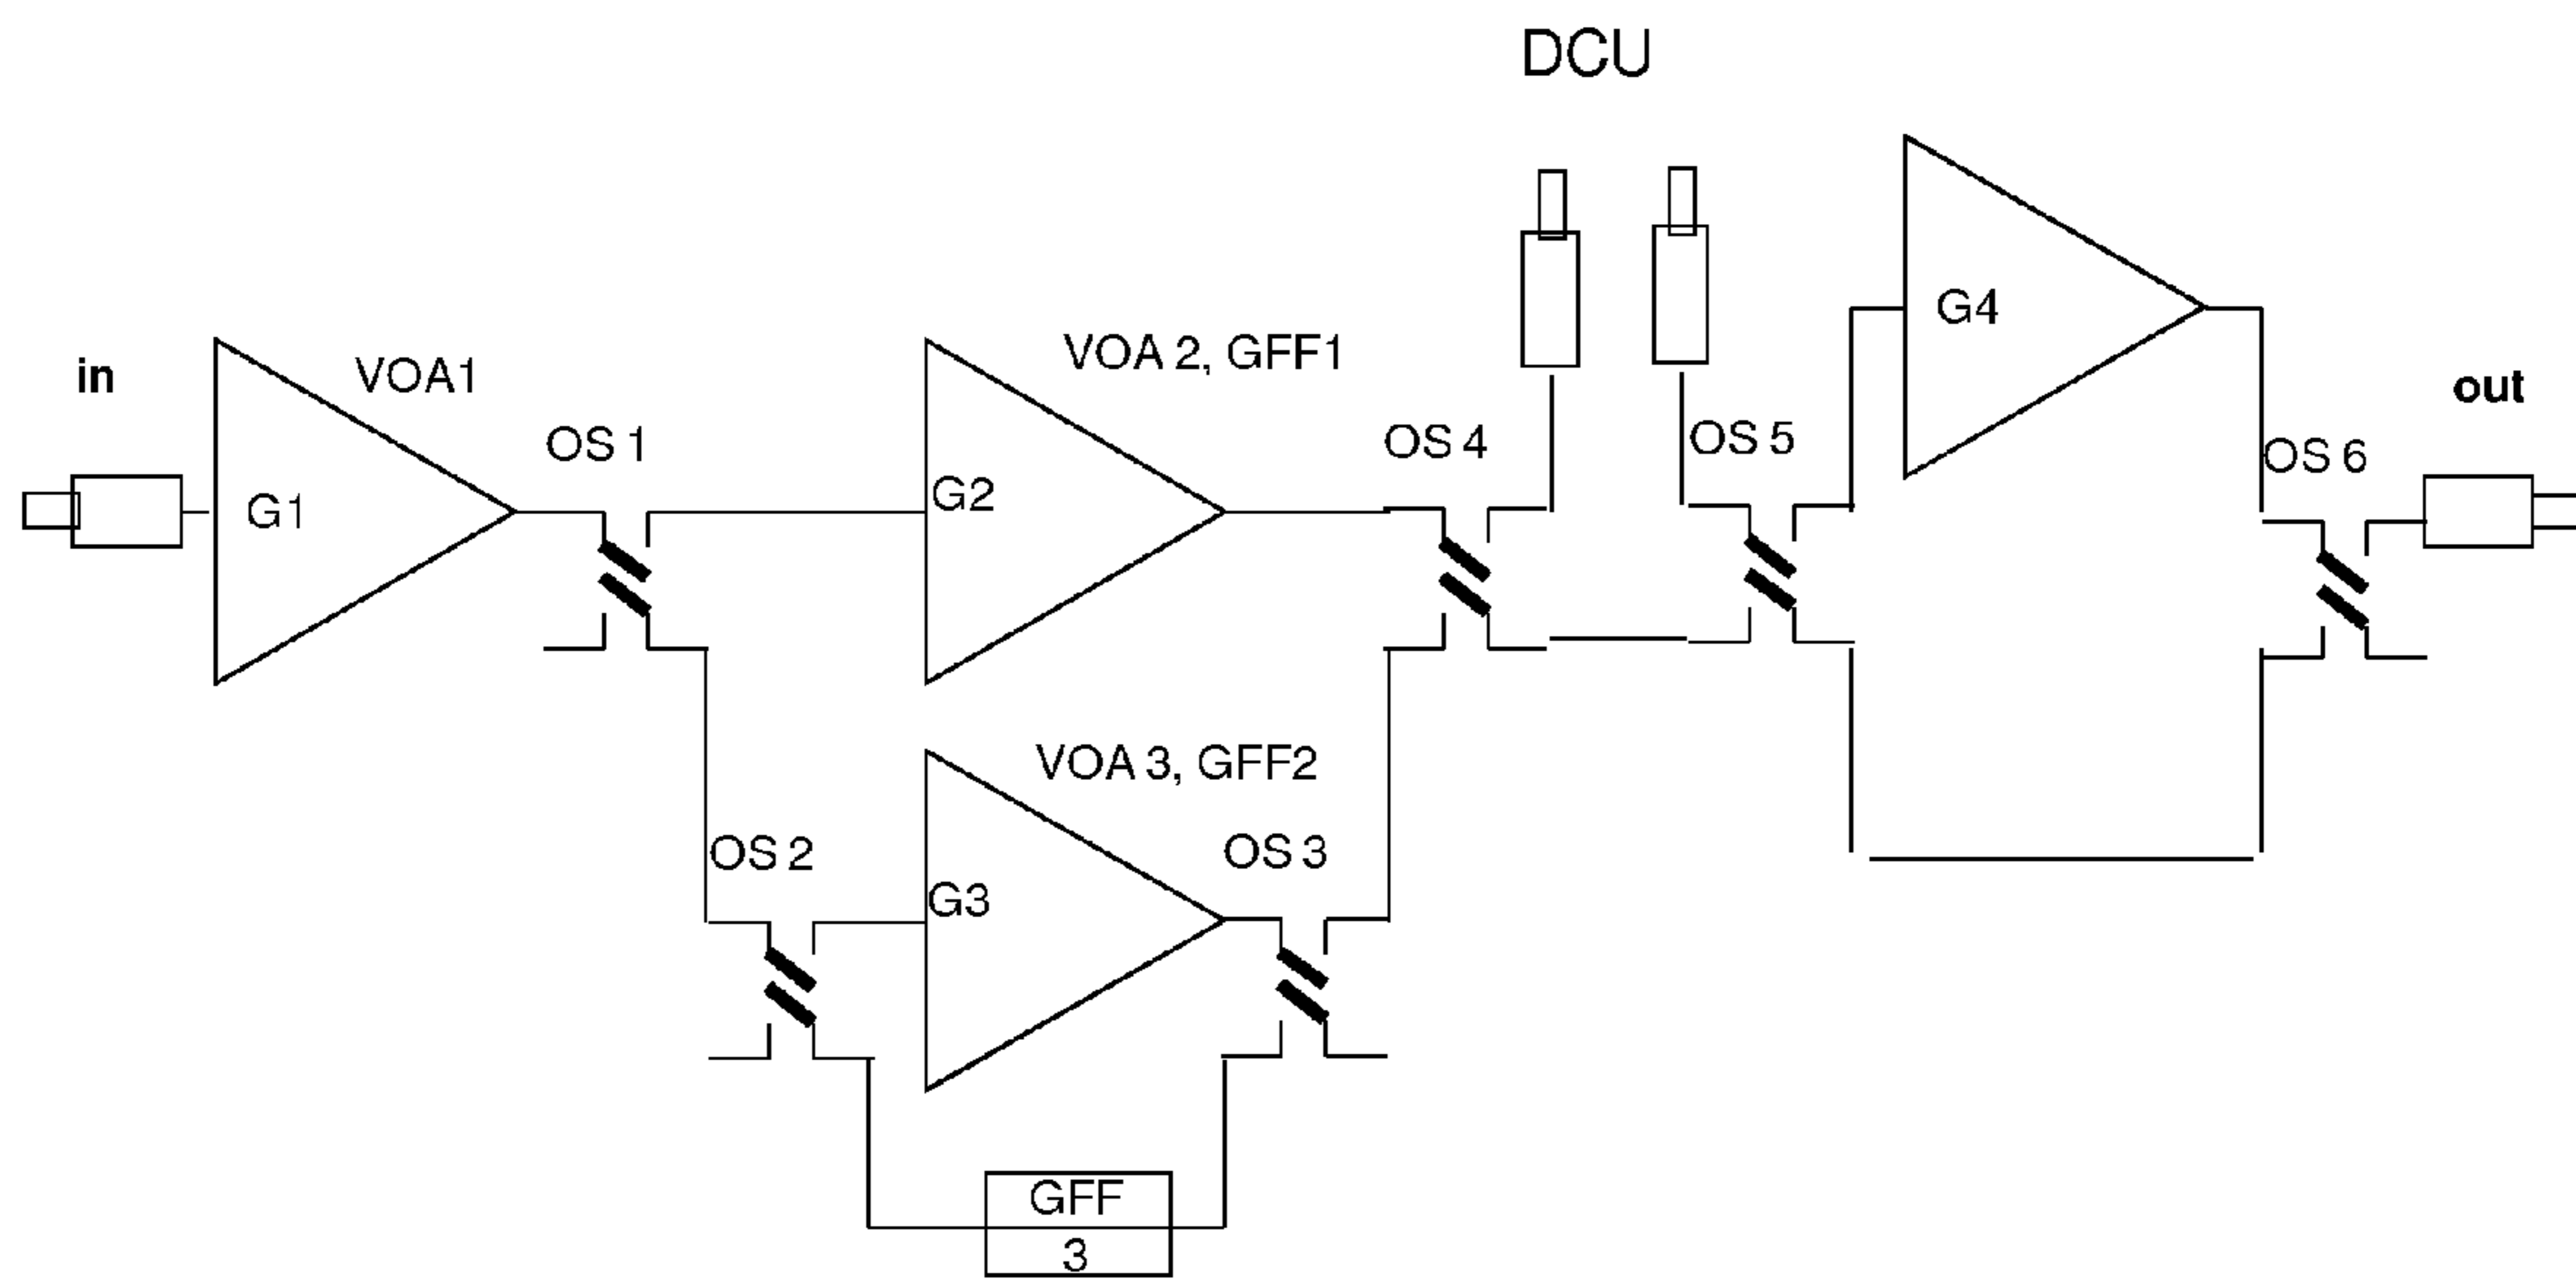 DCU
in
VOA1
G1
OS 1
VOA 2, GFF1
G2
OS 4
OS 5
G4
OS 6
out
VOA 3, GFF2
OS 2
G3
OS 3
GFF
3